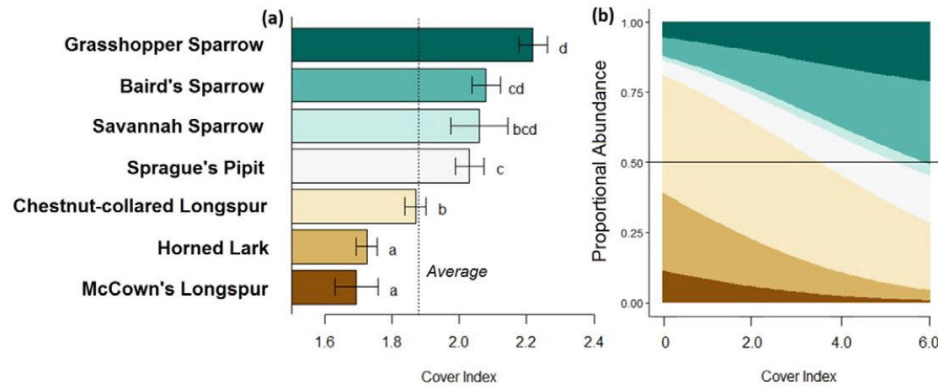 (a)
Grasshopper Sparrow
d
Baird's Sparrow
cd
Savannah Sparrow
bcd
Sprague's Pipit
c
Chestnut-collared Longspur
b
Horned Lark
a
Average
McCown's Longspur
a
1.6 1.8 2.0 2.2 2.4
Cover Index
(b)
Proportional Abundance
1.00
0.75
0.50
0.25
0.00
0 2.0 4.0 6.0
Cover Index